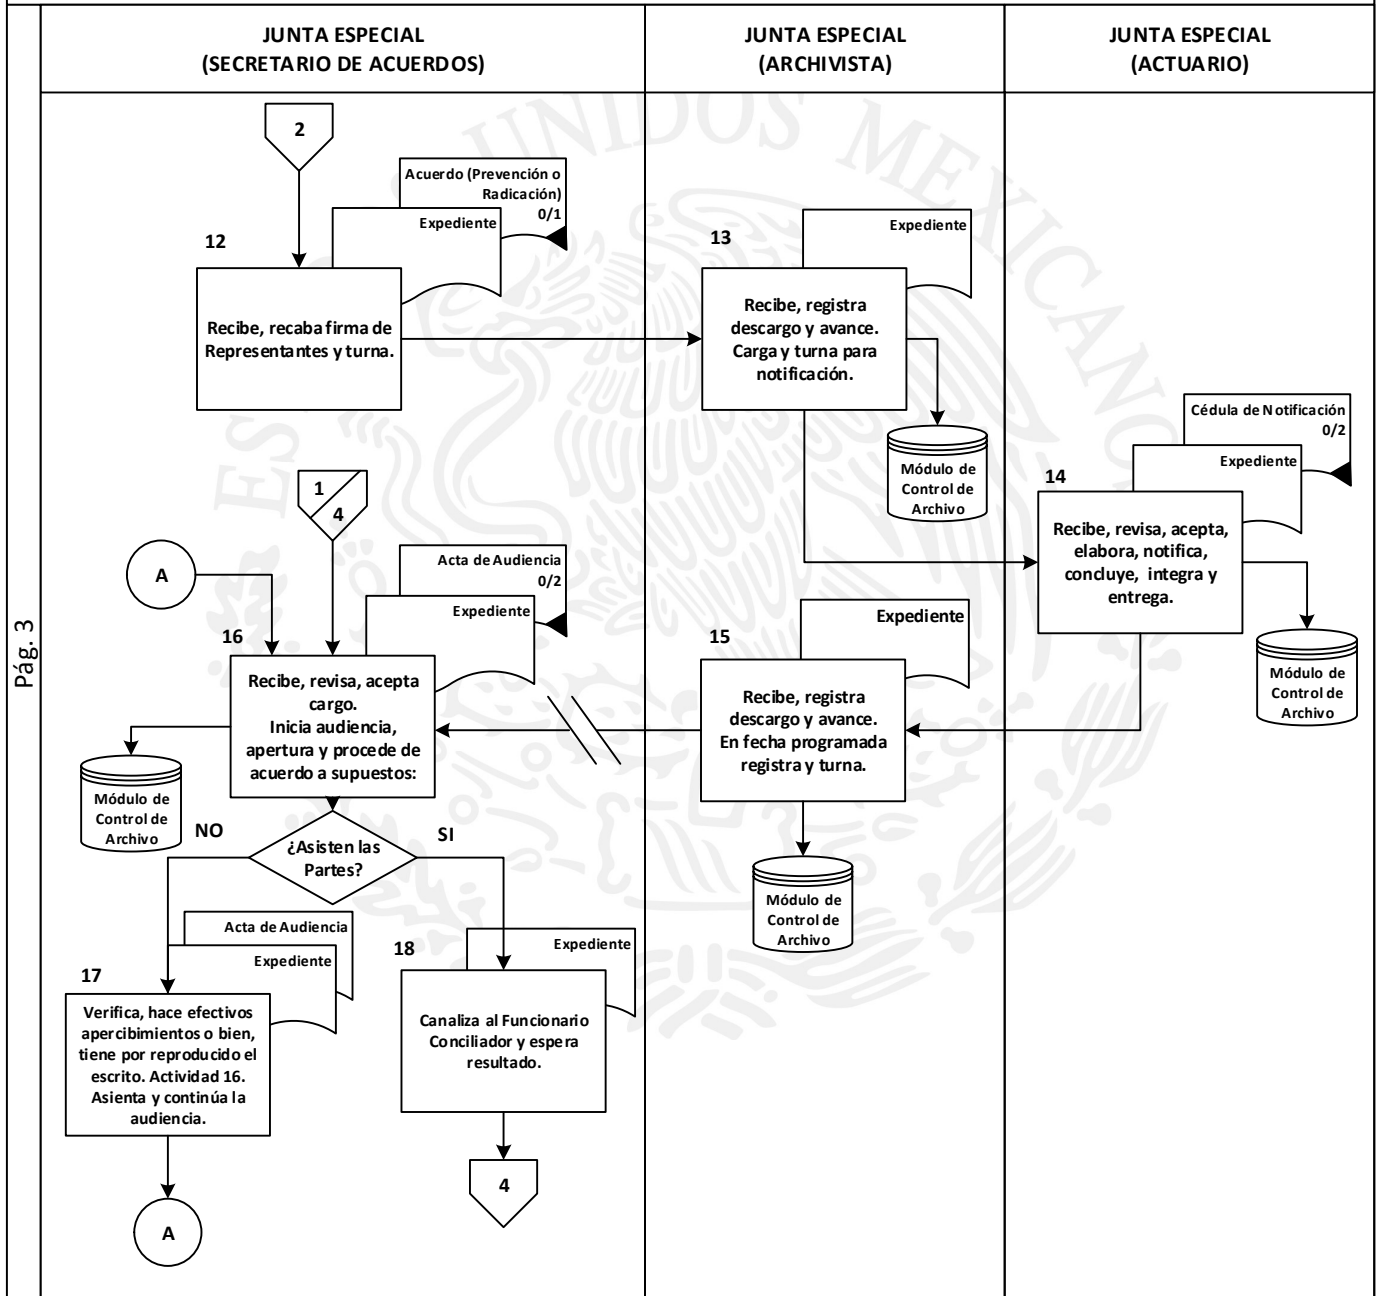 JUNTA ESPECIAL
(SECRETARIO DE ACUERDOS)
JUNTA ESPECIAL
(ARCHIVISTA)
JUNTA ESPECIAL
(ACTUARIO)
Pág. 3
2
Acuerdo (Prevención o
Radicación)
0/1
Expediente
12
Recibe, recaba firma de
Representantes y turna.
Expediente
13
Recibe, registra
descargo y avance.
Carga y turna para
notificación.
Módulo de
Control de
Archivo
Cédula de Notificación
0/2
Expediente
14
Recibe, revisa, acepta,
elabora, notifica,
concluye, integra y
entrega.
Módulo de
Control de
Archivo
Expediente
15
Recibe, registra
descargo y avance.
En fecha programada
registra y turna.
Módulo de
Control de
Archivo
1
4
A
Acta de Audiencia
0/2
Expediente
16
Recibe, revisa, acepta
cargo.
Inicia audiencia,
apertura y procede de
acuerdo a supuestos:
Módulo de
Control de
Archivo
NO
SI
¿Asisten las
Partes?
Acta de Audiencia
Expediente
17
Verifica, hace efectivos
apercibimientos o bien,
tiene por reproducido el
escrito. Actividad 16.
Asienta y continúa la
audiencia.
A
Expediente
18
Canaliza al Funcionario
Conciliador y espera
resultado.
4
ES
UNIDOS MEXICANOS